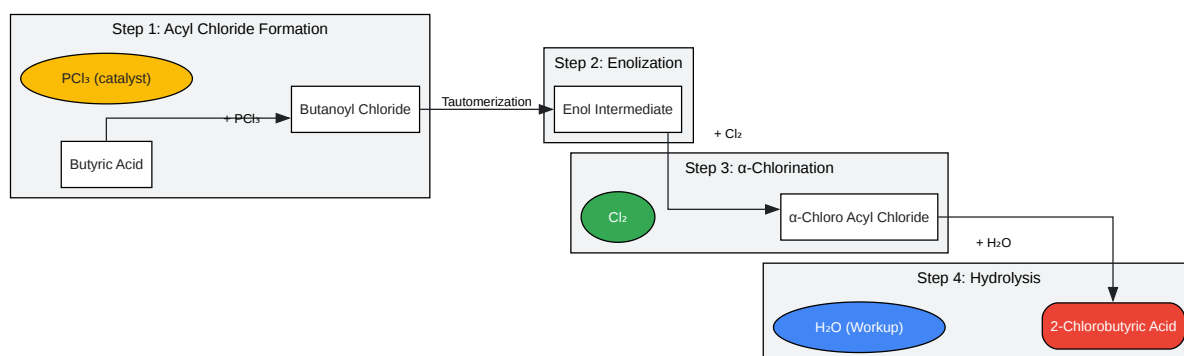 Step 1: Acyl Chloride Formation
PCl₃ (catalyst)
Butyric Acid
+ PCl₃
Butanoyl Chloride
Tautomerization
Step 2: Enolization
Enol Intermediate
+ Cl₂
Step 3: α-Chlorination
Cl₂
α-Chloro Acyl Chloride
+ H₂O
Step 4: Hydrolysis
H₂O (Workup)
2-Chlorobutyric Acid